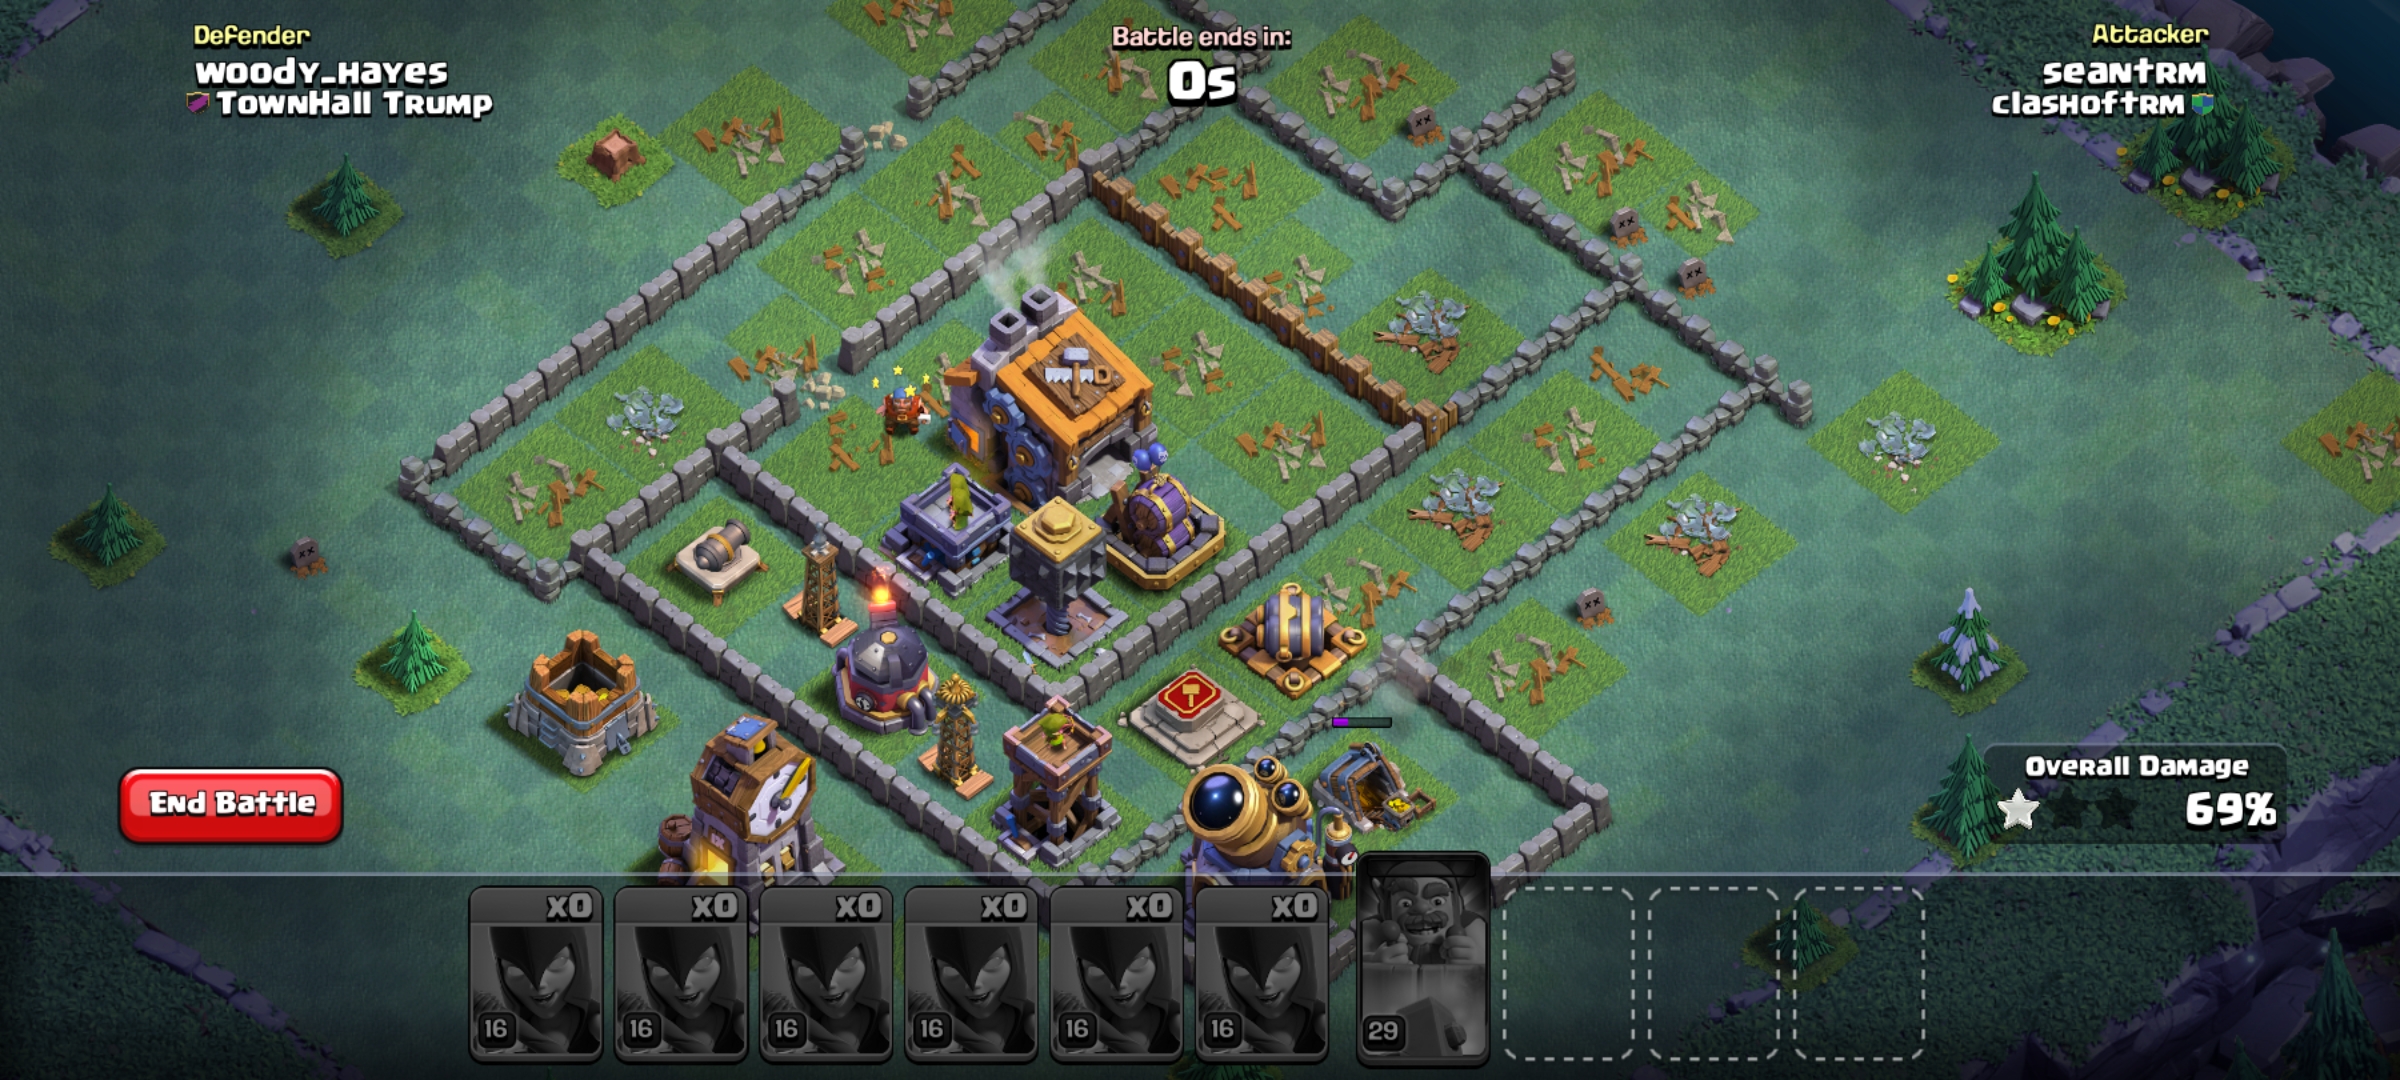 Defender
woody_Hayes
TownHall Trump
Battle ends in:
0s
Attacker
seantRM
clashoftRM
End Battle
Overall Damage
69%
x0
x0
x0
x0
x0
x0
16
16
16
16
16
16
29